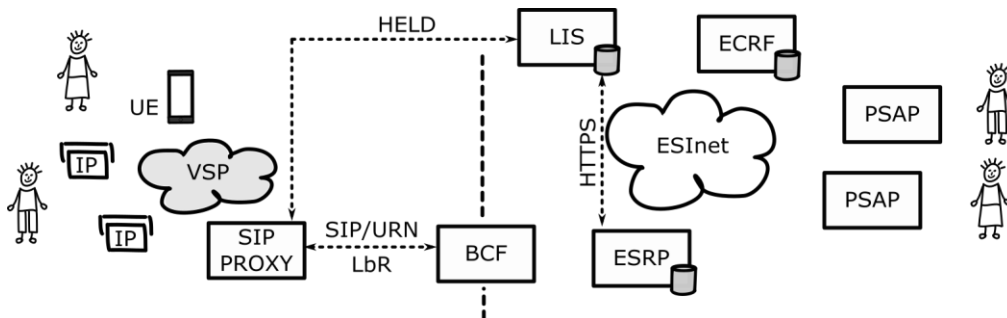 HELD
LIS
ECRF
UE
PSAP
HTTPS
ESInet
IP
VSP
PSAP
IP
SIP
PROXY
SIP/URN
LbR
BCF
ESRP